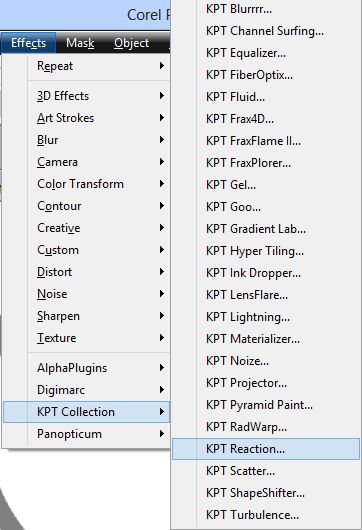 Corel P
Effects Mask Object
Repeat
3D Effects
Art Strokes
Blur
Camera
Color Transform
Contour
Creative
Custom
Distort
Noise
Sharpen
Texture
AlphaPlugins
Digimarc
KPT Collection
Panopticum
KPT Blurrrr...
KPT Channel Surfing...
KPT Equalizer...
KPT FiberOptix...
KPT Fluid...
KPT Frax4D...
KPT FraxFlame II...
KPT FraxPlorer...
KPT Gel...
KPT Goo...
KPT Gradient Lab...
KPT Hyper Tiling...
KPT Ink Dropper...
KPT LensFlare...
KPT Lightning...
KPT Materializer...
KPT Noize...
KPT Projector...
KPT Pyramid Paint...
KPT RadWarp...
KPT Reaction...
KPT Scatter...
KPT ShapeShifter...
KPT Turbulence...